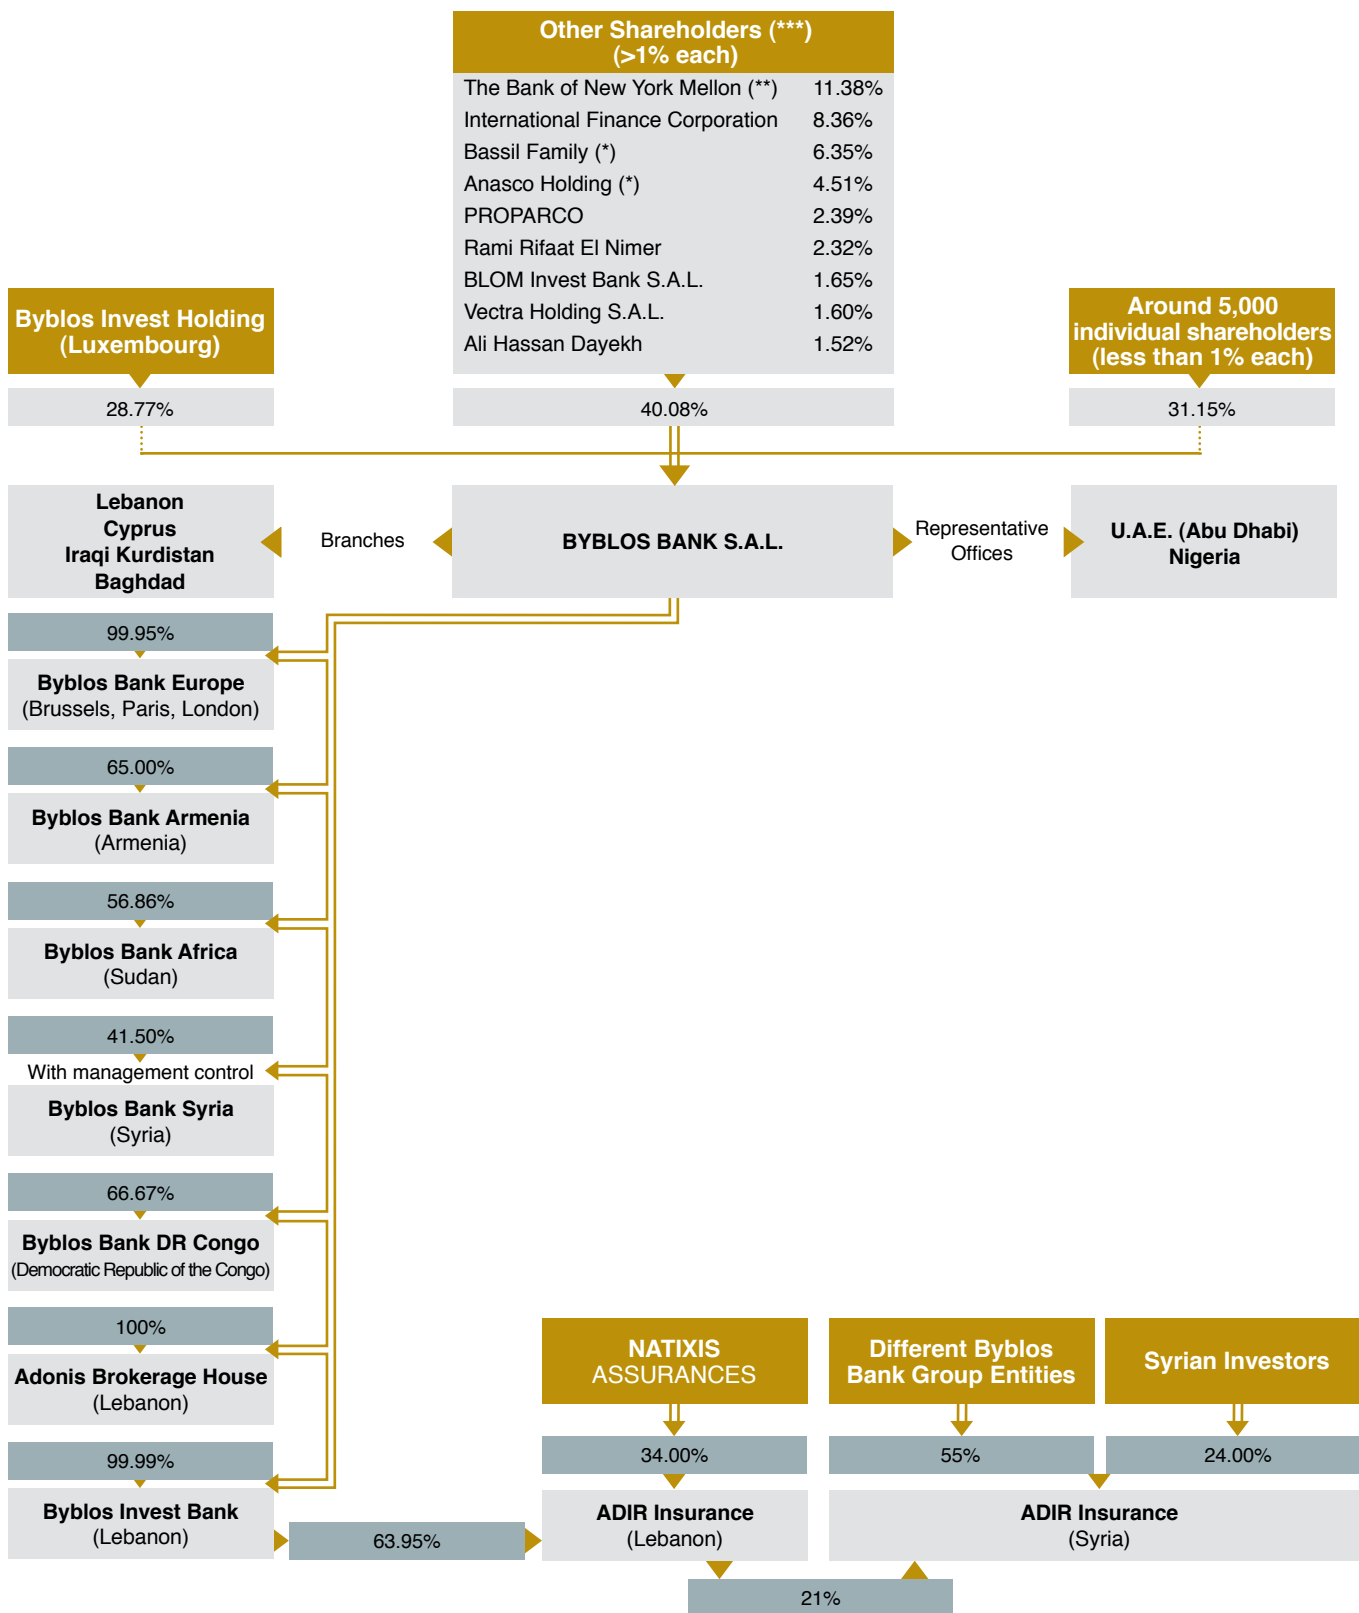 Other Shareholders (***)
(>1% each)
The Bank of New York Mellon (**) 11.38%
International Finance Corporation 8.36%
Bassil Family (*) 6.35%
Anasco Holding (*) 4.51%
PROPARCO 2.39%
Rami Rifaat El Nimer 2.32%
BLOM Invest Bank S.A.L. 1.65%
Vectra Holding S.A.L. 1.60%
Ali Hassan Dayekh 1.52%
Byblos Invest Holding
(Luxembourg)
Around 5,000
individual shareholders
(less than 1% each)
28.77%
40.08%
31.15%
Lebanon
Cyprus
Iraqi Kurdistan
Baghdad
Branches
BYBLOS BANK S.A.L.
Representative
Offices
U.A.E. (Abu Dhabi)
Nigeria
99.95%
Byblos Bank Europe
(Brussels, Paris, London)
65.00%
Byblos Bank Armenia
(Armenia)
56.86%
Byblos Bank Africa
(Sudan)
41.50%
With management control
Byblos Bank Syria
(Syria)
66.67%
Byblos Bank DR Congo
(Democratic Republic of the Congo)
100%
Adonis Brokerage House
(Lebanon)
99.99%
Byblos Invest Bank
(Lebanon)
63.95%
NATIXIS
ASSURANCES
34.00%
ADIR Insurance
(Lebanon)
Different Byblos
Bank Group Entities
55%
Syrian Investors
24.00%
ADIR Insurance
(Syria)
21%